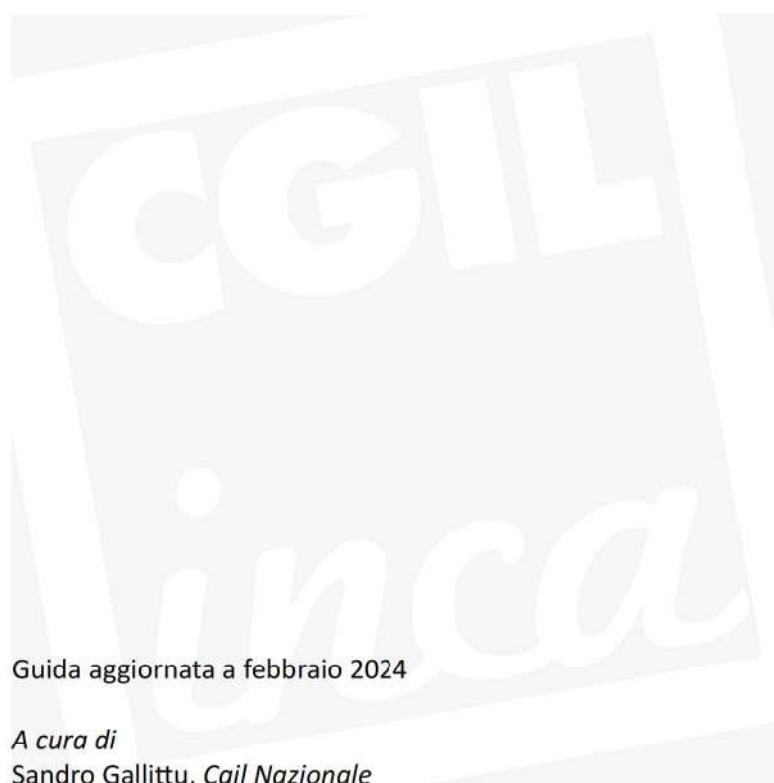 CGIL
inca
Guida aggiornata a febbraio 2024
A cura di
Sandro Gallittu, Cgil Nazionale